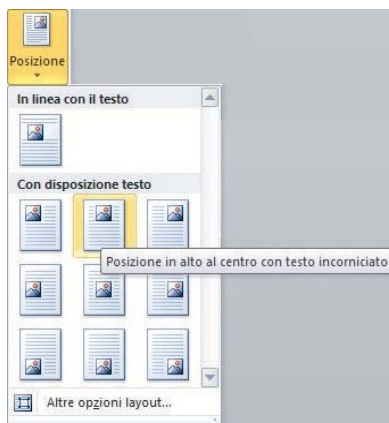 Posizione
In linea con il testo
Con disposizione testo
Posizione in alto al centro con testo incorniciato
Altre opzioni layout...